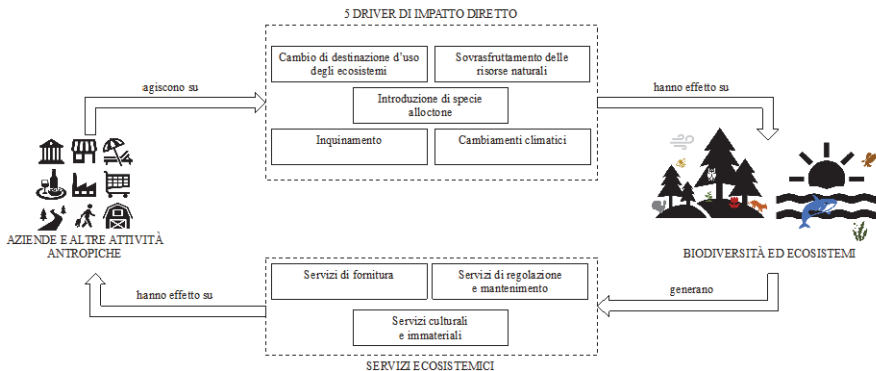 5 DRIVER DI IMPATTO DIRETTO
Cambio di destinazione d'uso
degli ecosistemi
Sovrasfruttamento delle
risorse naturali
Introduzione di specie
alloctone
Inquinamento
Cambiamenti climatici
agiscono su
hanno effetto su
AZIENDE E ALTRE ATTIVITÀ
ANTROPICHE
BIODIVERSITÀ ED ECOSISTEMI
Servizi di fornitura
Servizi di regolazione
e mantenimento
Servizi culturali
e immateriali
hanno effetto su
generano
SERVIZI ECOSISTEMICI